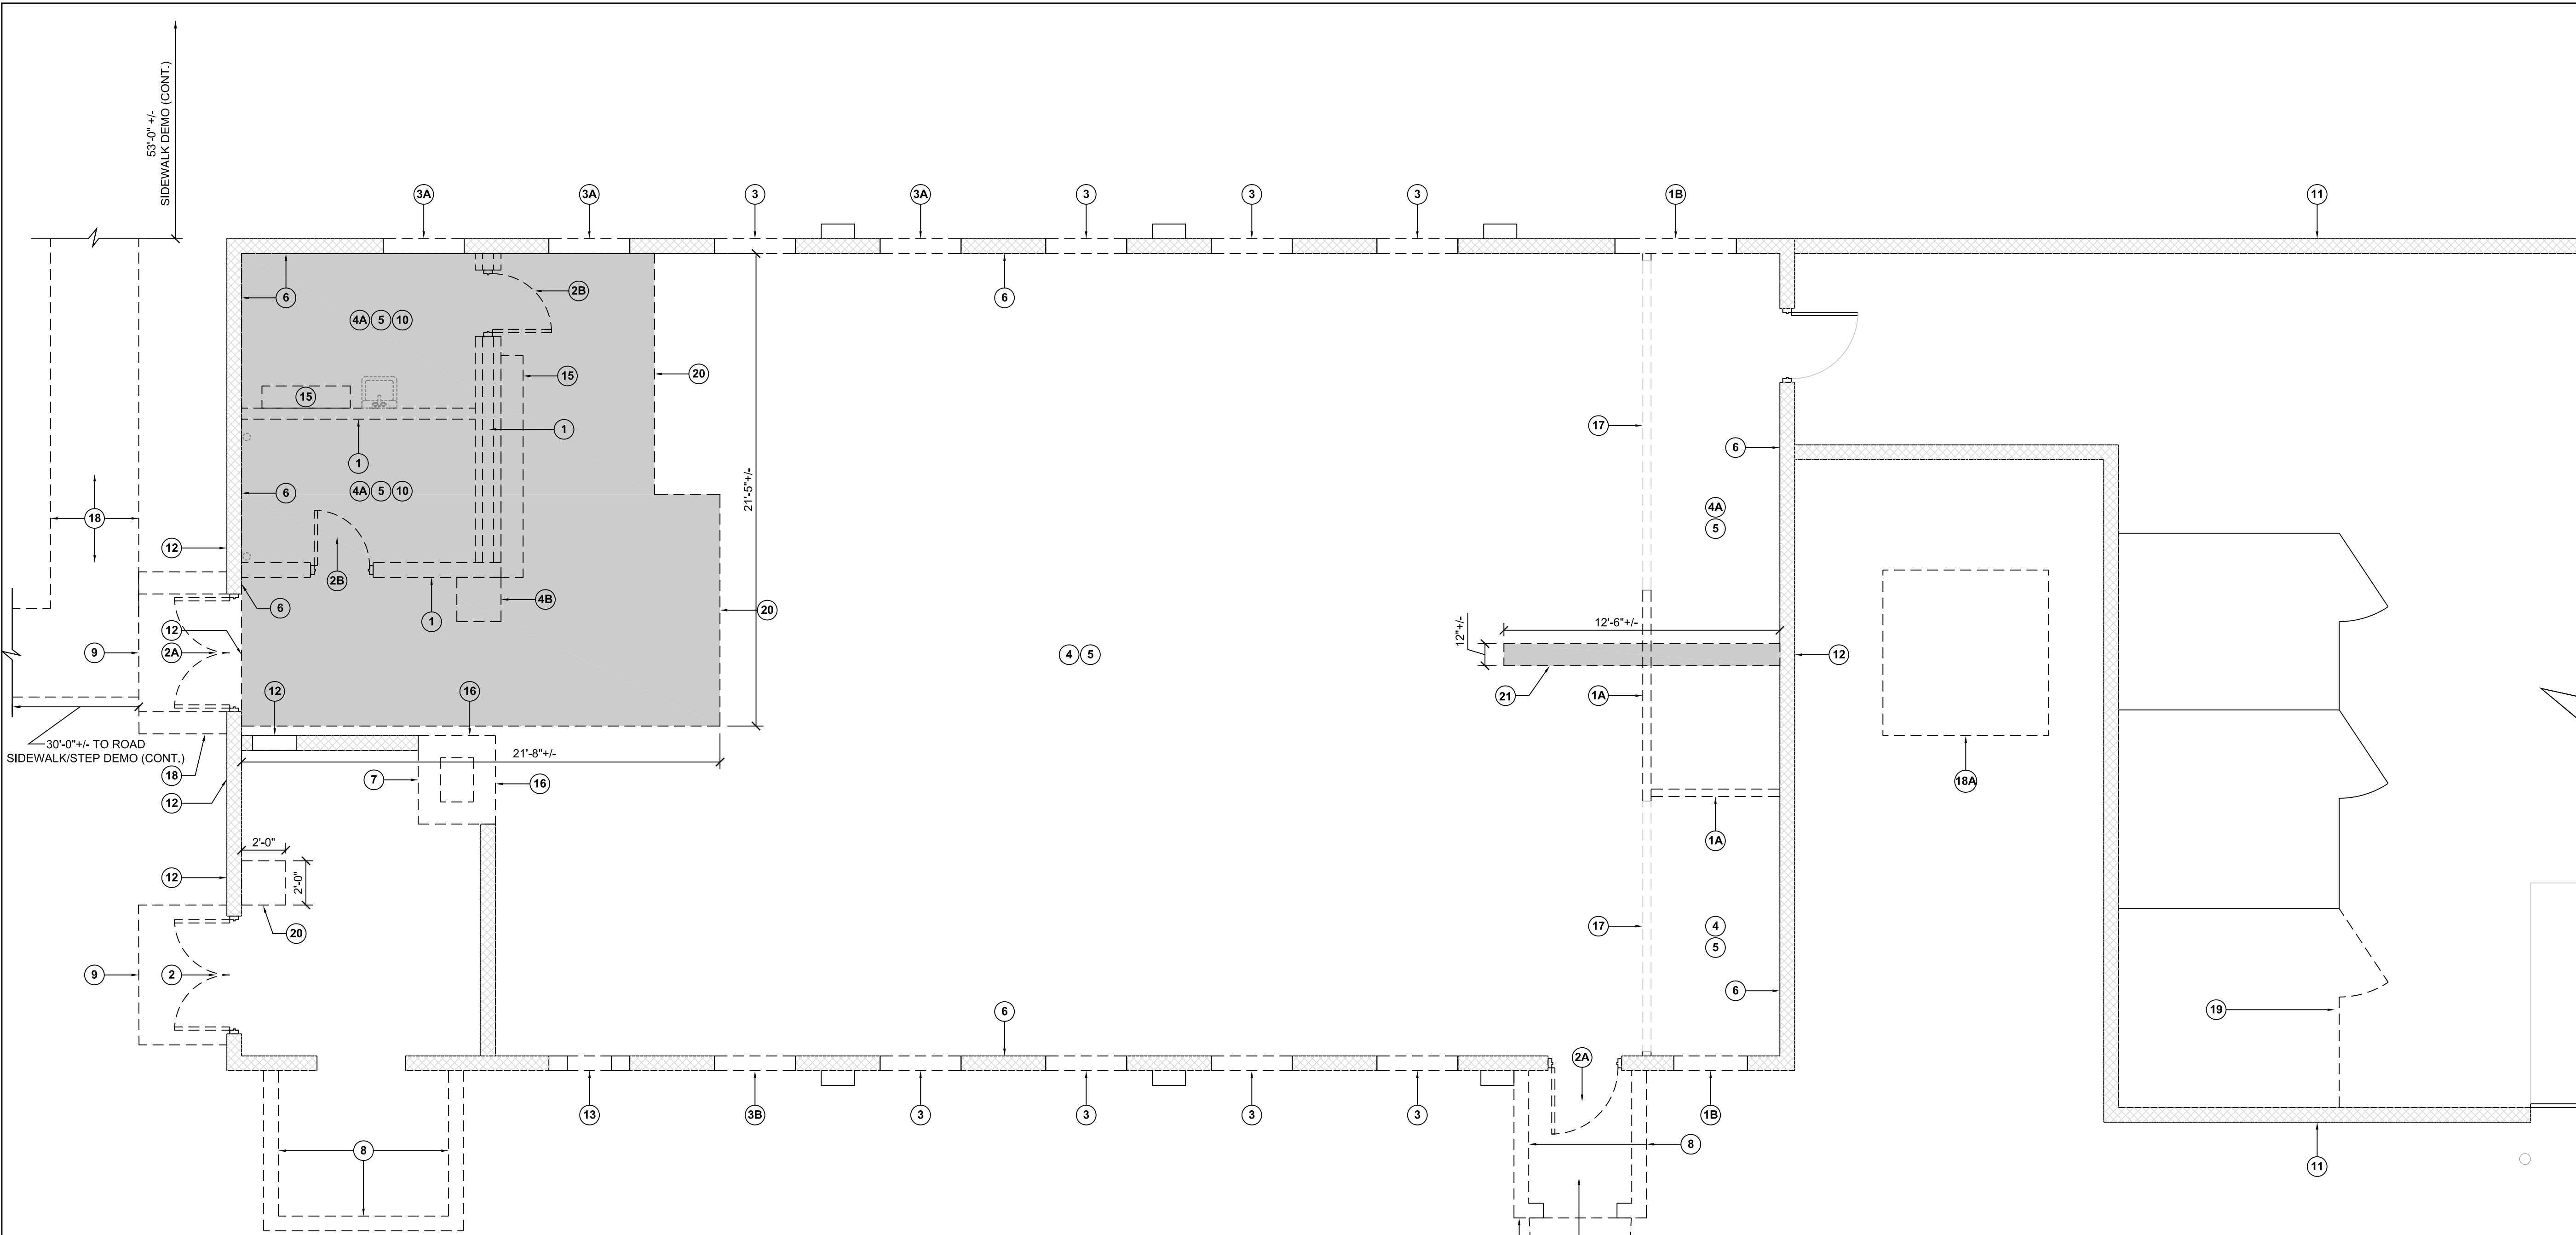 53'-0" +/-
SIDEWALK DEMO (CONT.)
3A
3A
3
3A
3
3
3
1B
11
6
2B
6
4A 5 10
20
15
15
17
1
6
1
21'-5"+/-
6
4A 5 10
4A
5
18
12
2B
4B
6
20
1
12"+/-
12'-6"+/-
12
2A
9
4 5
12
12
16
21
1A
30'-0"+/- TO ROAD
SIDEWALK/STEP DEMO (CONT.)
21'-8"+/-
18
7
16
18A
12
2'-0"
1A
12
2'-0"
20
17
4
5
9
2
6
6
19
2A
13
3B
3
3
3
3
1B
8
8
11